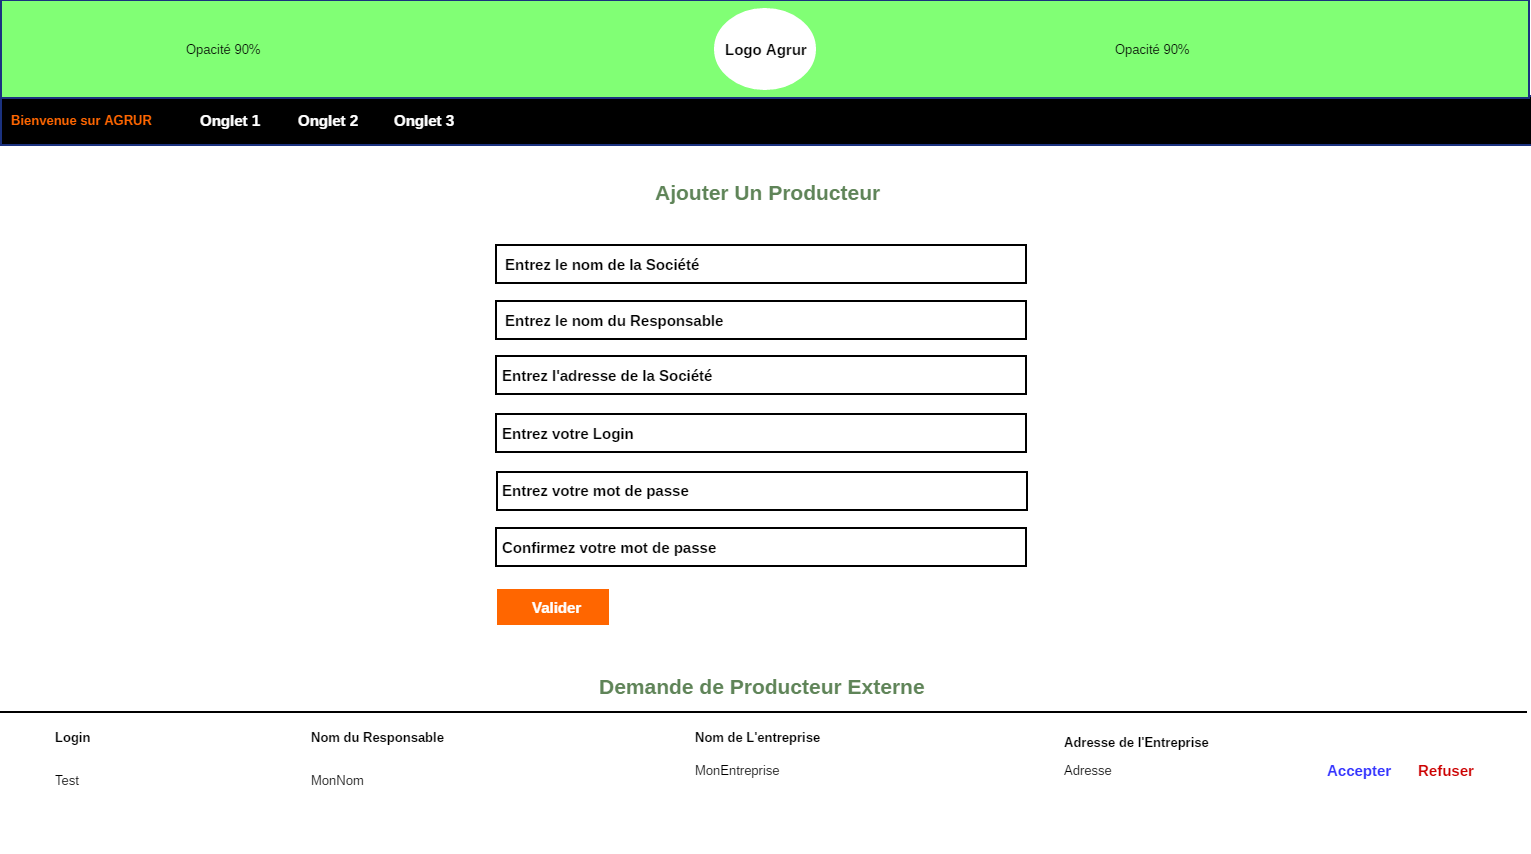 Opacité 90%
Logo Agrur
Opacité 90%
Bienvenue sur AGRUR
Onglet 1
Onglet 2
Onglet 3
Ajouter Un Producteur
Entrez le nom de la Société
Entrez le nom du Responsable
Entrez l'adresse de la Société
Entrez votre Login
Entrez votre mot de passe
Confirmez votre mot de passe
Valider
Demande de Producteur Externe
Login
Nom du Responsable
Nom de L'entreprise
Adresse de l'Entreprise
Test
MonNom
MonEntreprise
Adresse
Accepter
Refuser